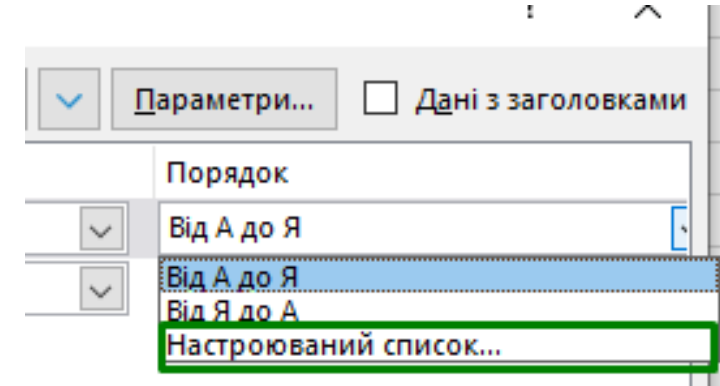 Параметри... Дані з заголовками
Порядок
Від А до Я
Від А до Я
Від Я до А
Настроюваний список...